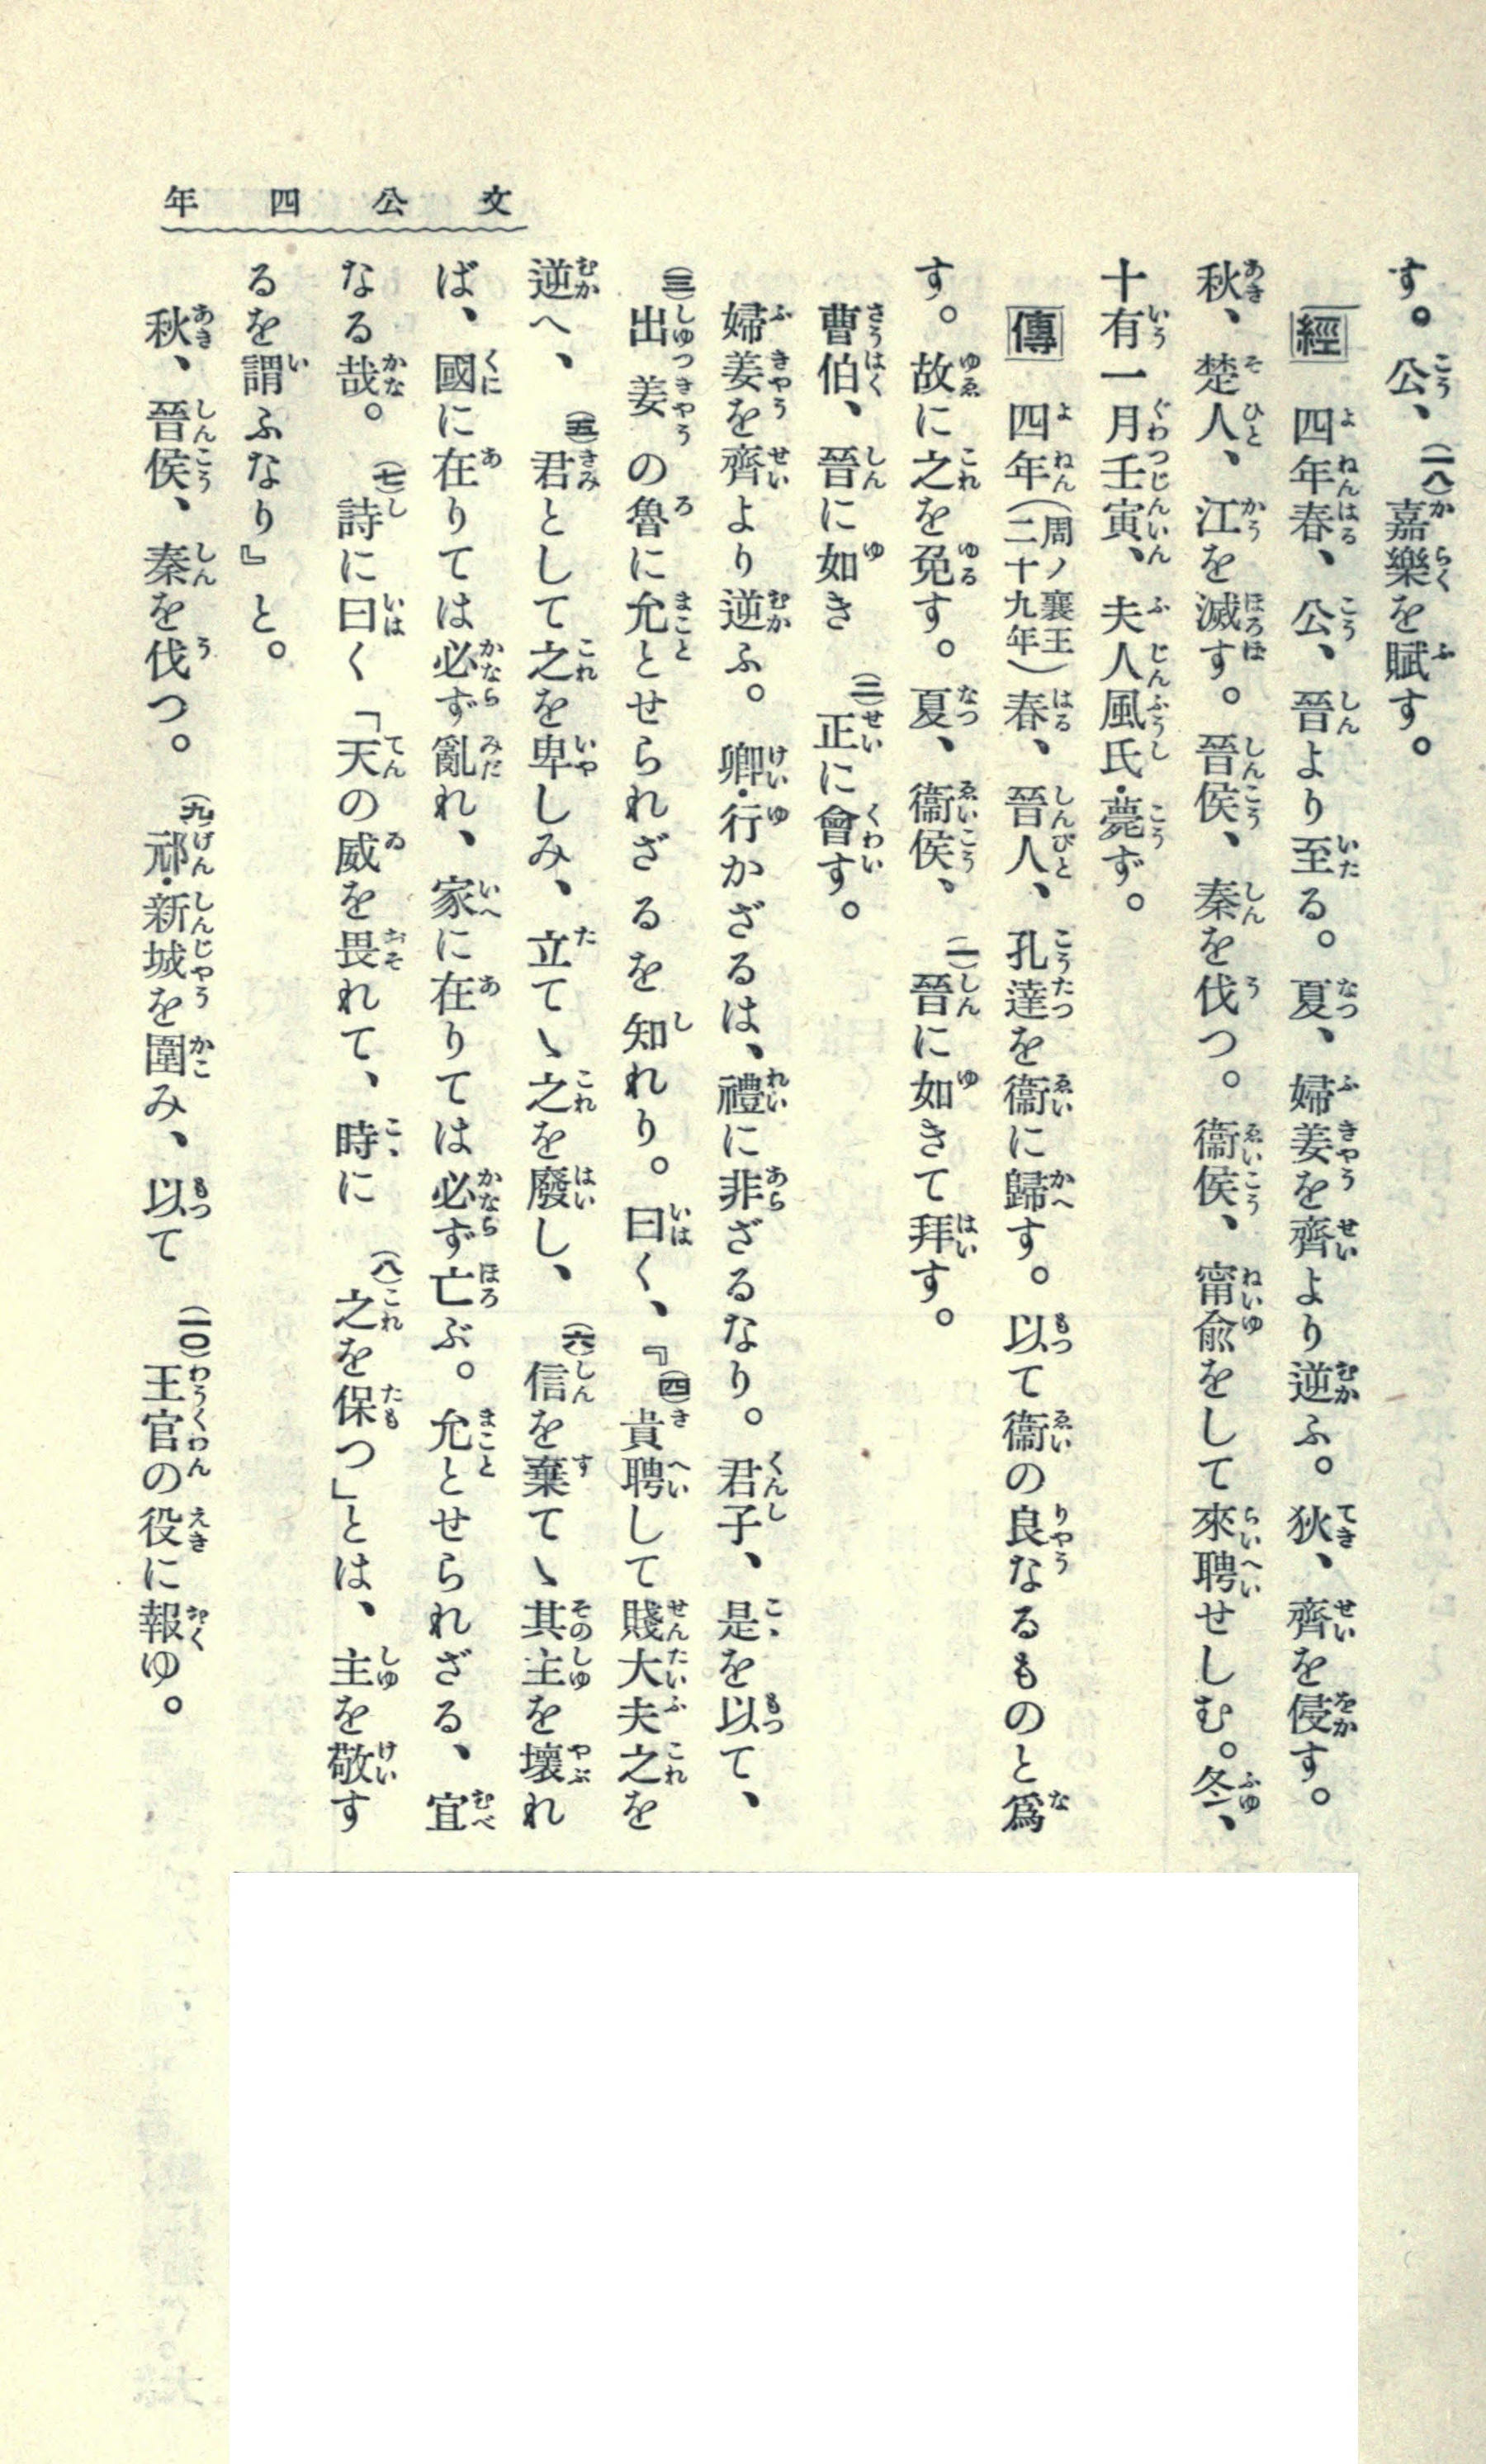 文公四年
す。公、(一八)嘉樂を賦す。
經 四年春、公、晉より至る。夏、婦姜を齊より逆ふ。狄、齊を侵す。
秋、楚人、江を滅す。晉侯、秦を伐つ。衞侯、甯兪をして來聘せしむ。冬、
十有一月壬寅、夫人風氏・薨ず。
傳 四年(周ノ襄王二十九年)春、晉人、孔達を衞に歸す。以て衞の良なるものと爲
す。故に之を免す。夏、衞侯、(一)晉に如きて拜す。
曹伯、晉に如き(二)正に會す。
婦姜を齊より逆ふ。卿・行かざるは、禮に非ざるなり。君子、是を以て、
(三)出姜の魯に允とせられざるを知れり。曰く、『(四)貴聘して賤大夫之を
逆へ、(五)君として之を卑しみ、立てゝ之を廢し、(六)信を棄てゝ其主を壞れ
ば、國に在りては必ず亂れ、家に在りては必ず亡ぶ。允とせられざる、宜
なる哉。(七)詩に曰く「天の威を畏れて、時に(八)之を保つ」とは、主を敬す
るを謂ふなり』と。
秋、晉侯、秦を伐つ。(九)邧・新城を圍み、以て(一〇)王官の役に報ゆ。